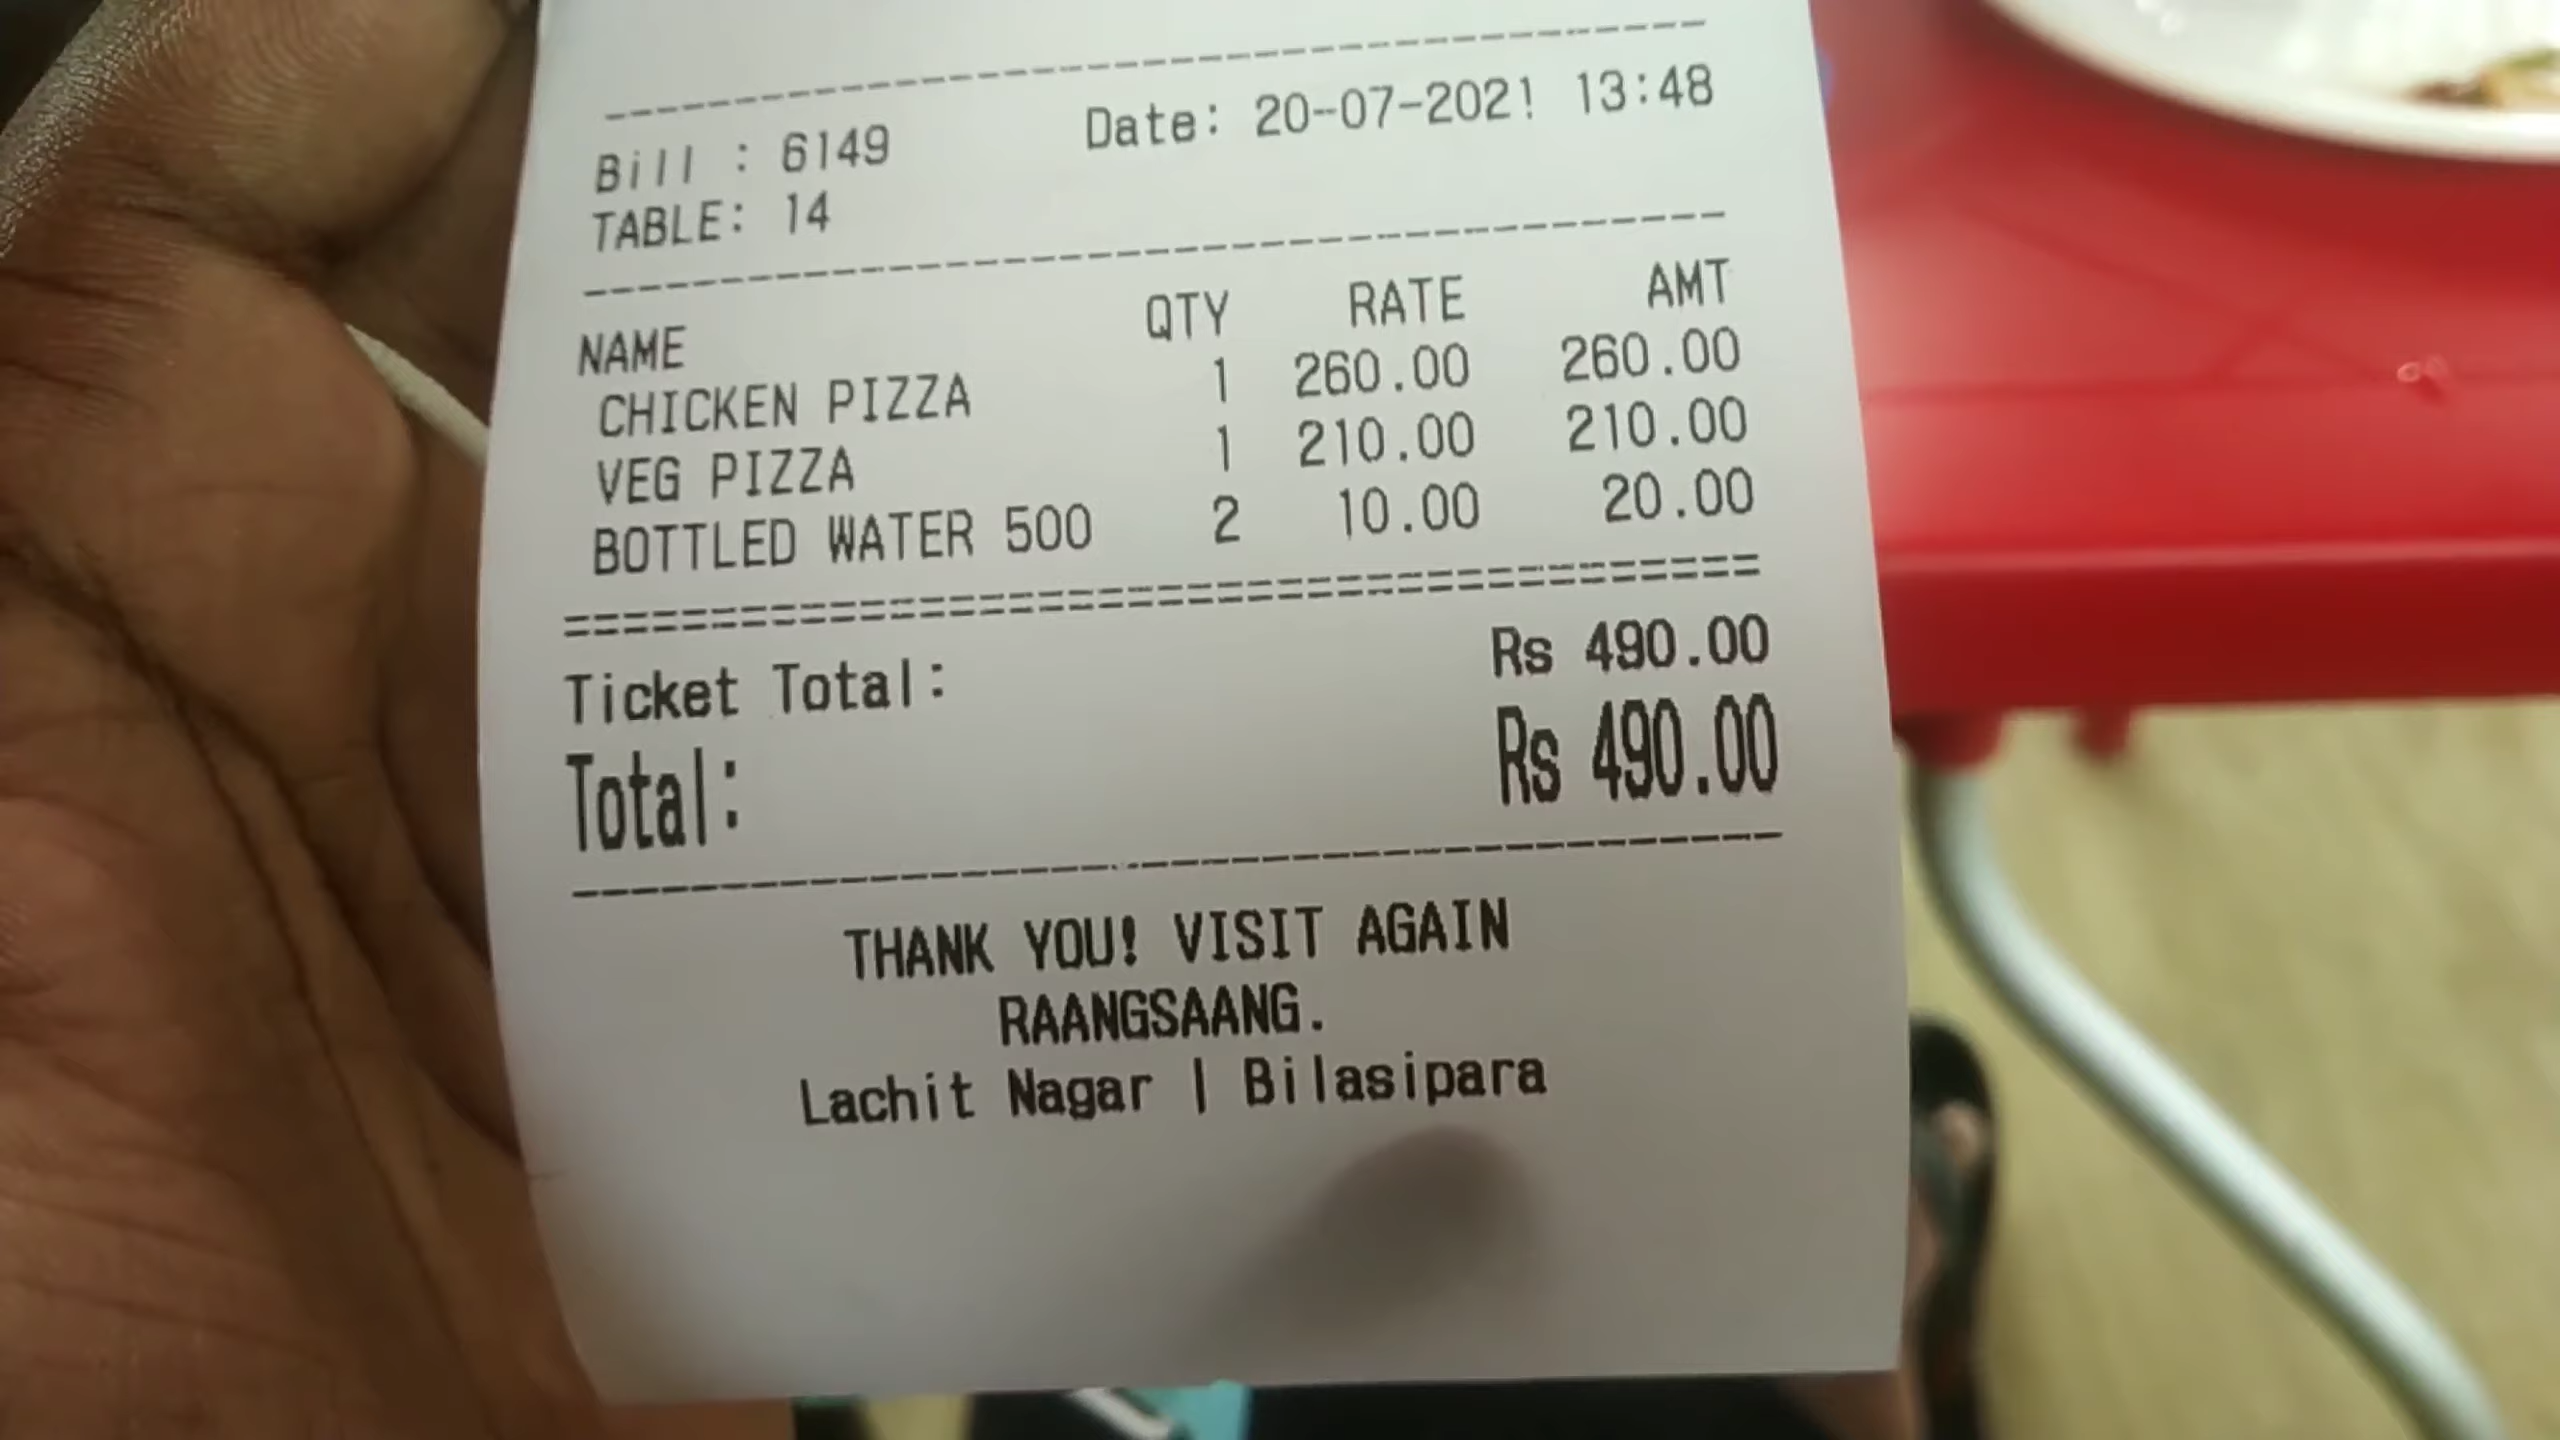 Bill : 6149 Date: 20-07-2021 13:48
TABLE: 14
NAME QTY RATE AMT
CHICKEN PIZZA 1 260.00 260.00
VEG PIZZA 1 210.00 210.00
BOTTLED WATER 500 2 10.00 20.00
Ticket Total: Rs 490.00
Total: Rs 490.00
THANK YOU! VISIT AGAIN
RAANGSAANG.
Lachit Nagar | Bilasipara